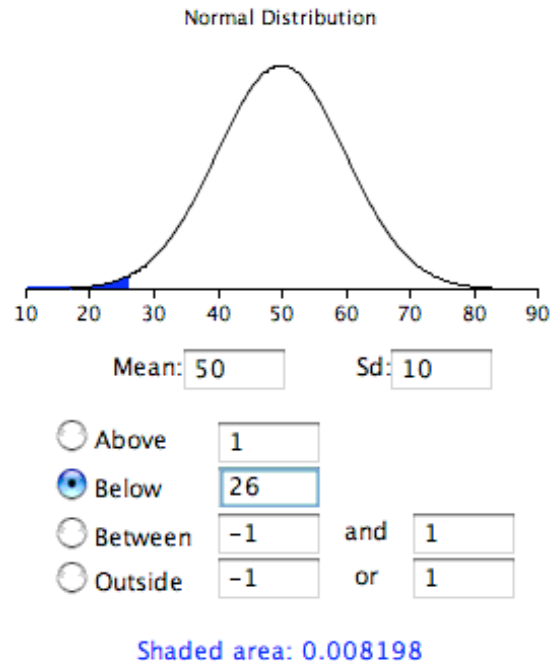 Normal Distribution
10 20 30 40 50 60 70 80 90
Mean: 50 Sd: 10
Above 1
Below 26
Between -1 and 1
Outside -1 or 1
Shaded area: 0.008198